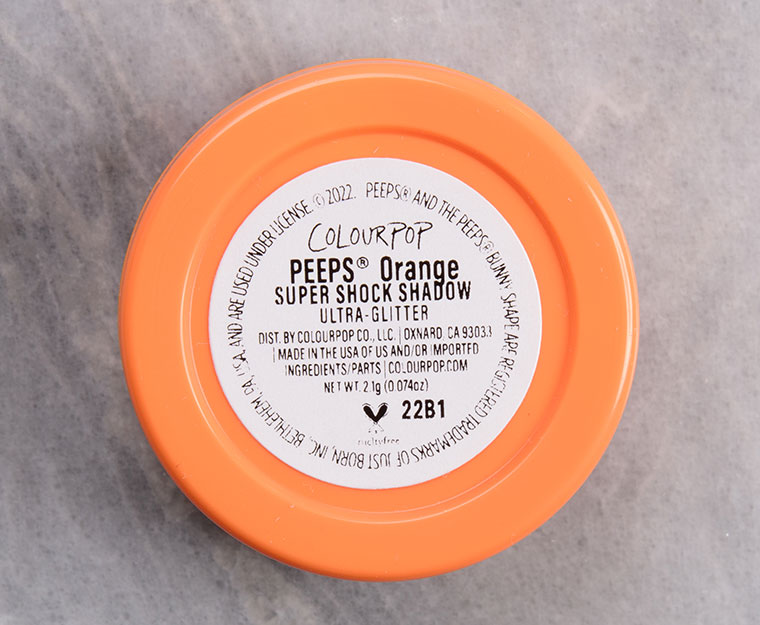 COLOURPOP
PEEPS® Orange
SUPER SHOCK SHADOW
ULTRA-GLITTER
DIST. BY COLOURPOP CO., LLC. | OXNARD, CA 93033
| MADE IN THE USA OF US AND/OR IMPORTED
INGREDIENTS/PARTS | COLOURPOP.COM
NET WT. 2.1g (0.074oz)
22B1
crueltyfree
PEEPS® AND THE PEEPS® BUNNY SHAPE ARE REGISTERED TRADEMARKS OF JUST BORN, INC., BETHLEHEM, PA, USA, AND ARE USED UNDER LICENSE. © 2022.